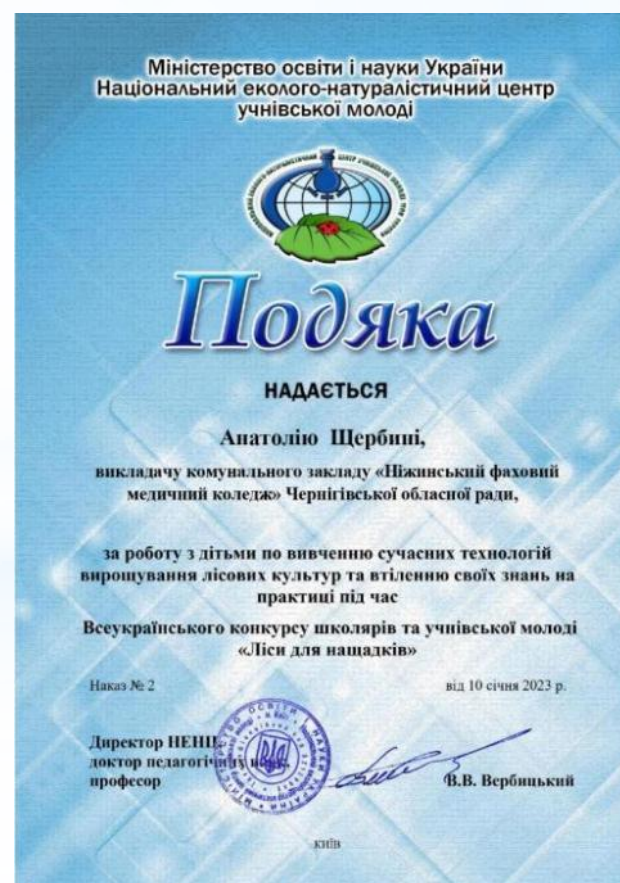 Міністерство освіти і науки України
Національний еколого-натуралістичний центр
учнівської молоді
Подяка
НАДАЄТЬСЯ
Анатолію Щербині,
викладачу комунального закладу «Ніжинський фаховий
медичний коледж» Чернігівської обласної ради,
за роботу з дітьми по вивченню сучасних технологій
вирощування лісових культур та втіленню своїх знань на
практиці під час
Всеукраїнського конкурсу школярів та учнівської молоді
«Ліси для нащадків»
Наказ № 2 від 10 січня 2023 р.
Директор НЕНЦ,
доктор педагогічних наук,
професор В.В. Вербицький
КИЇВ